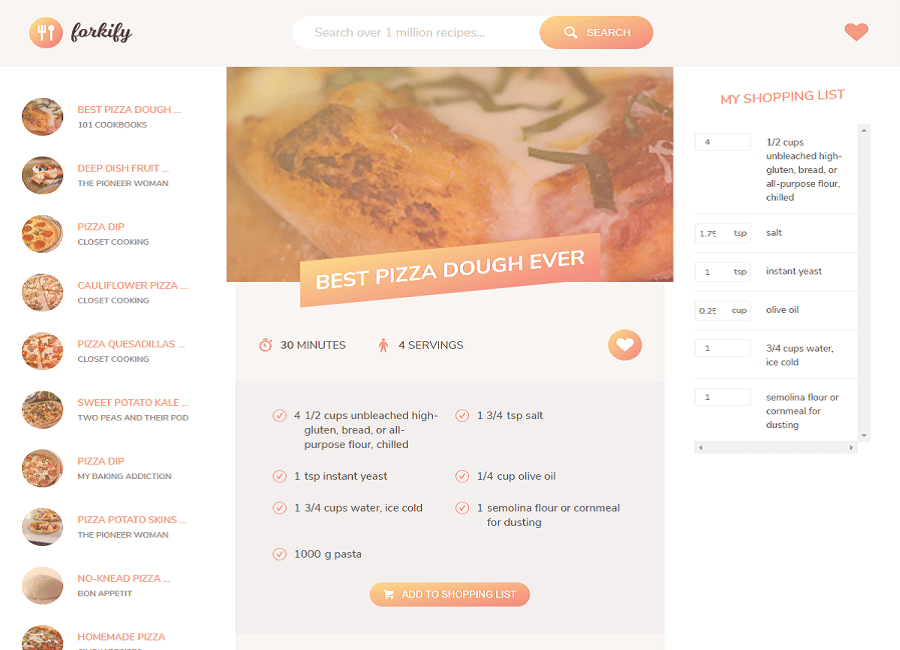 forkify
Search over 1 million recipes...
SEARCH
BEST PIZZA DOUGH ...
101 COOKBOOKS
DEEP DISH FRUIT ...
THE PIONEER WOMAN
PIZZA DIP
CLOSET COOKING
CAULIFLOWER PIZZA ...
CLOSET COOKING
PIZZA QUESADILLAS ...
CLOSET COOKING
SWEET POTATO KALE ...
TWO PEAS AND THEIR POD
PIZZA DIP
MY BAKING ADDICTION
PIZZA POTATO SKINS ...
THE PIONEER WOMAN
NO-KNEAD PIZZA ...
BON APPETIT
HOMEMADE PIZZA
BEST PIZZA DOUGH EVER
30 MINUTES
4 SERVINGS
4 1/2 cups unbleached high-
gluten, bread, or all-
purpose flour, chilled
1 3/4 tsp salt
1 tsp instant yeast
1/4 cup olive oil
1 3/4 cups water, ice cold
1 semolina flour or cornmeal
for dusting
1000 g pasta
ADD TO SHOPPING LIST
MY SHOPPING LIST
4
1/2 cups
unbleached high-
gluten, bread, or
all-purpose flour,
chilled
1.75 tsp salt
1 tsp instant yeast
0.25 cup olive oil
1
3/4 cups water,
ice cold
1
semolina flour or
cornmeal for
dusting